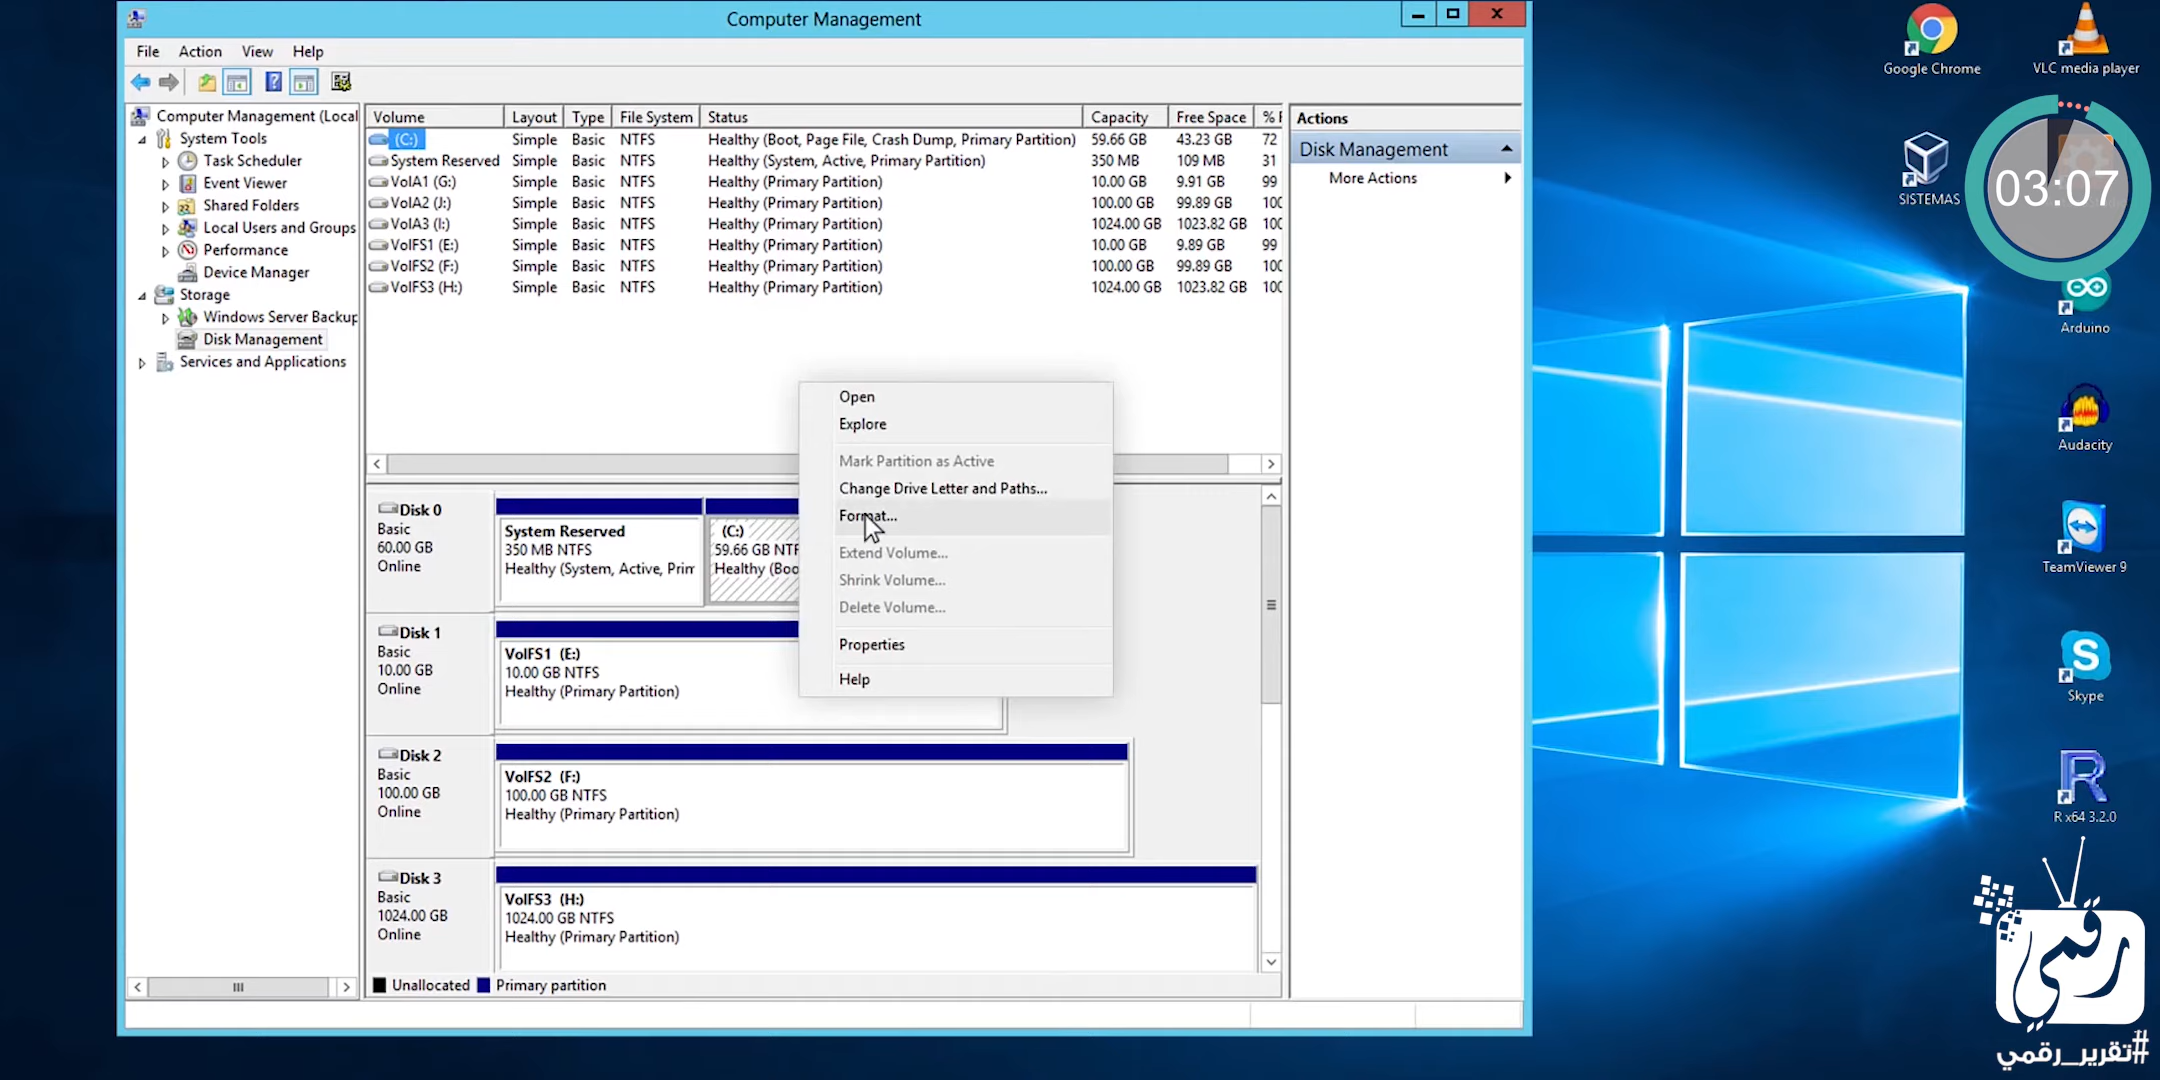 Computer Management
File Action View Help
Computer Management (Local
System Tools
Task Scheduler
Event Viewer
Shared Folders
Local Users and Groups
Performance
Device Manager
Storage
Windows Server Backup
Disk Management
Services and Applications
Volume Layout Type File System Status Capacity Free Space %
(C:) Simple Basic NTFS Healthy (Boot, Page File, Crash Dump, Primary Partition) 59.66 GB 43.23 GB 72
System Reserved Simple Basic NTFS Healthy (System, Active, Primary Partition) 350 MB 109 MB 31
VolA1 (G:) Simple Basic NTFS Healthy (Primary Partition) 10.00 GB 9.91 GB 99
VolA2 (J:) Simple Basic NTFS Healthy (Primary Partition) 100.00 GB 99.89 GB 100
VolA3 (I:) Simple Basic NTFS Healthy (Primary Partition) 1024.00 GB 1023.82 GB 100
VolFS1 (E:) Simple Basic NTFS Healthy (Primary Partition) 10.00 GB 9.89 GB 99
VolFS2 (F:) Simple Basic NTFS Healthy (Primary Partition) 100.00 GB 99.89 GB 100
VolFS3 (H:) Simple Basic NTFS Healthy (Primary Partition) 1024.00 GB 1023.82 GB 100
Actions
Disk Management
More Actions
Open
Explore
Mark Partition as Active
Change Drive Letter and Paths...
Format...
Extend Volume...
Shrink Volume...
Delete Volume...
Properties
Help
Disk 0
Basic
60.00 GB
Online
System Reserved
350 MB NTFS
Healthy (System, Active, Prim
(C:)
59.66 GB NTF
Healthy (Boo
Disk 1
Basic
10.00 GB
Online
VolFS1 (E:)
10.00 GB NTFS
Healthy (Primary Partition)
Disk 2
Basic
100.00 GB
Online
VolFS2 (F:)
100.00 GB NTFS
Healthy (Primary Partition)
Disk 3
Basic
1024.00 GB
Online
VolFS3 (H:)
1024.00 GB NTFS
Healthy (Primary Partition)
Unallocated Primary partition
Google Chrome
VLC media player
SISTEMAS
03:07
Arduino
Audacity
TeamViewer 9
Skype
R x64 3.2.0
رقمي
#تقرير_رقمي